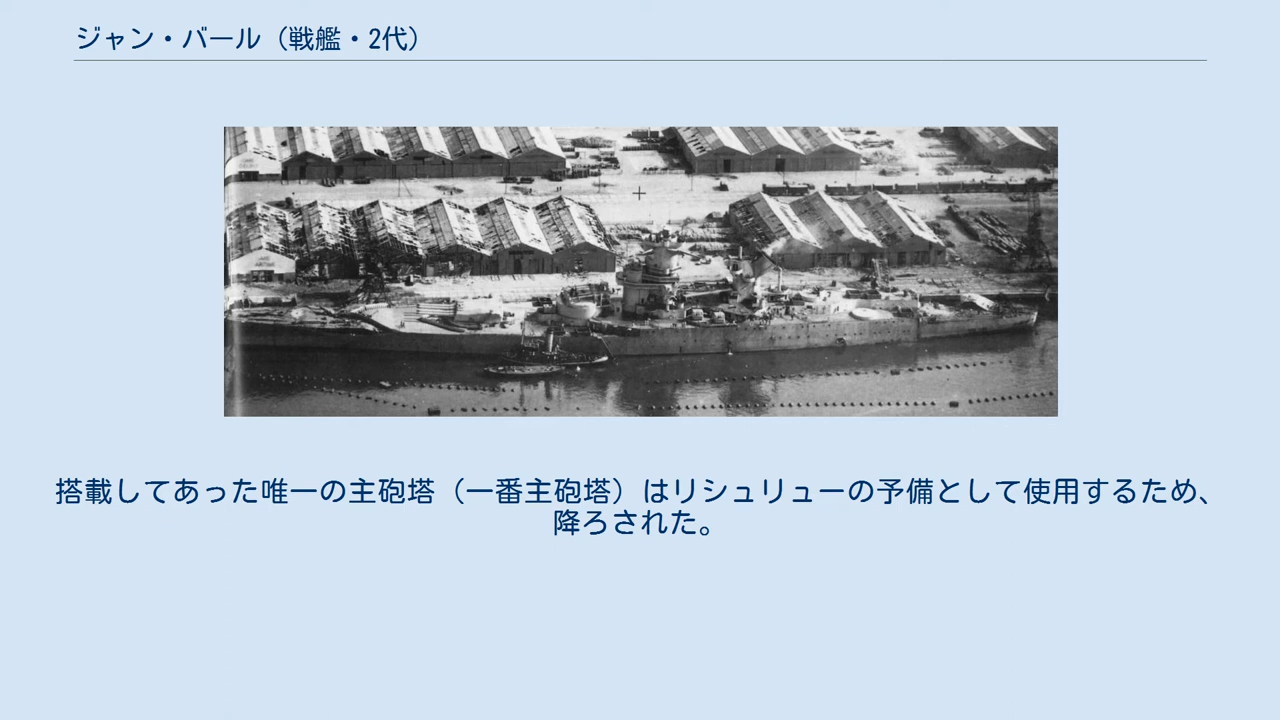 ジャン・バール（戦艦・2代）
搭載してあった唯一の主砲塔（一番主砲塔）はリシュリューの予備として使用するため、
降ろされた。